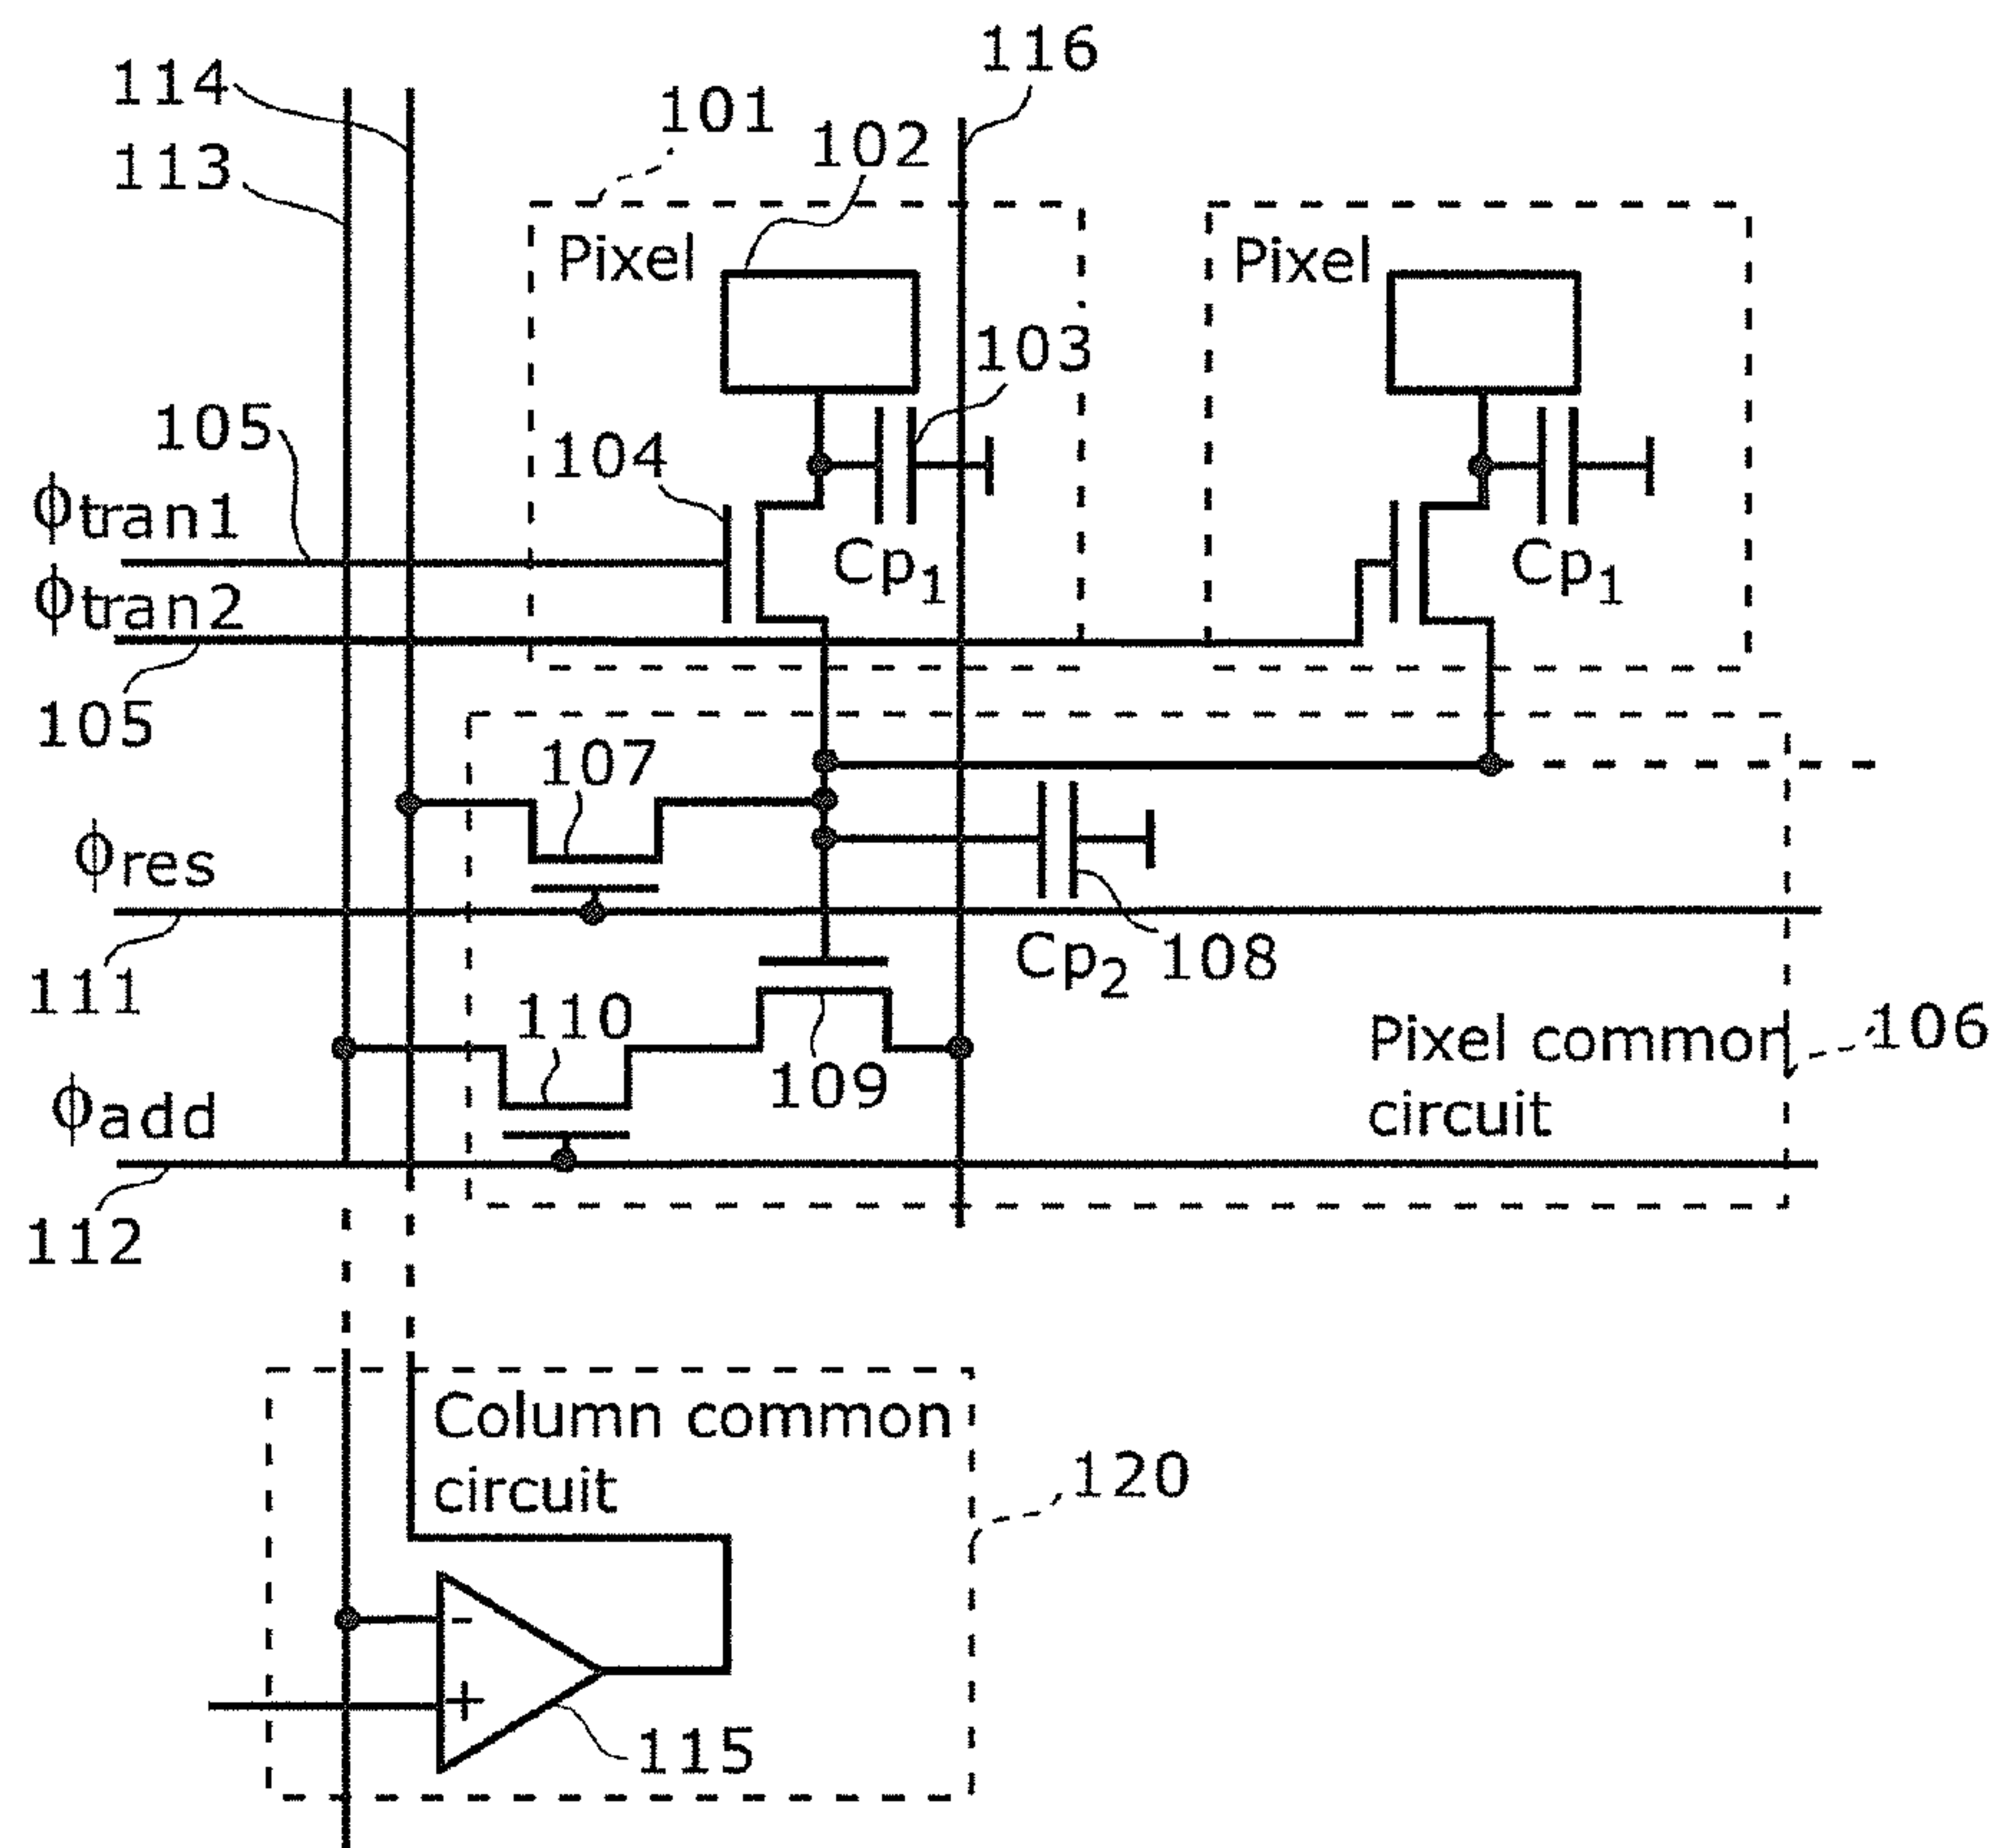 116
114
101
102
113
Pixel
Pixel
103
105
104
ϕtran1
Cp1
Cp1
ϕtran2
105
107
ϕres
Cp2
108
111
110
109
Pixel common
circuit
106
ϕadd
112
Column common
circuit
120
-
+
115